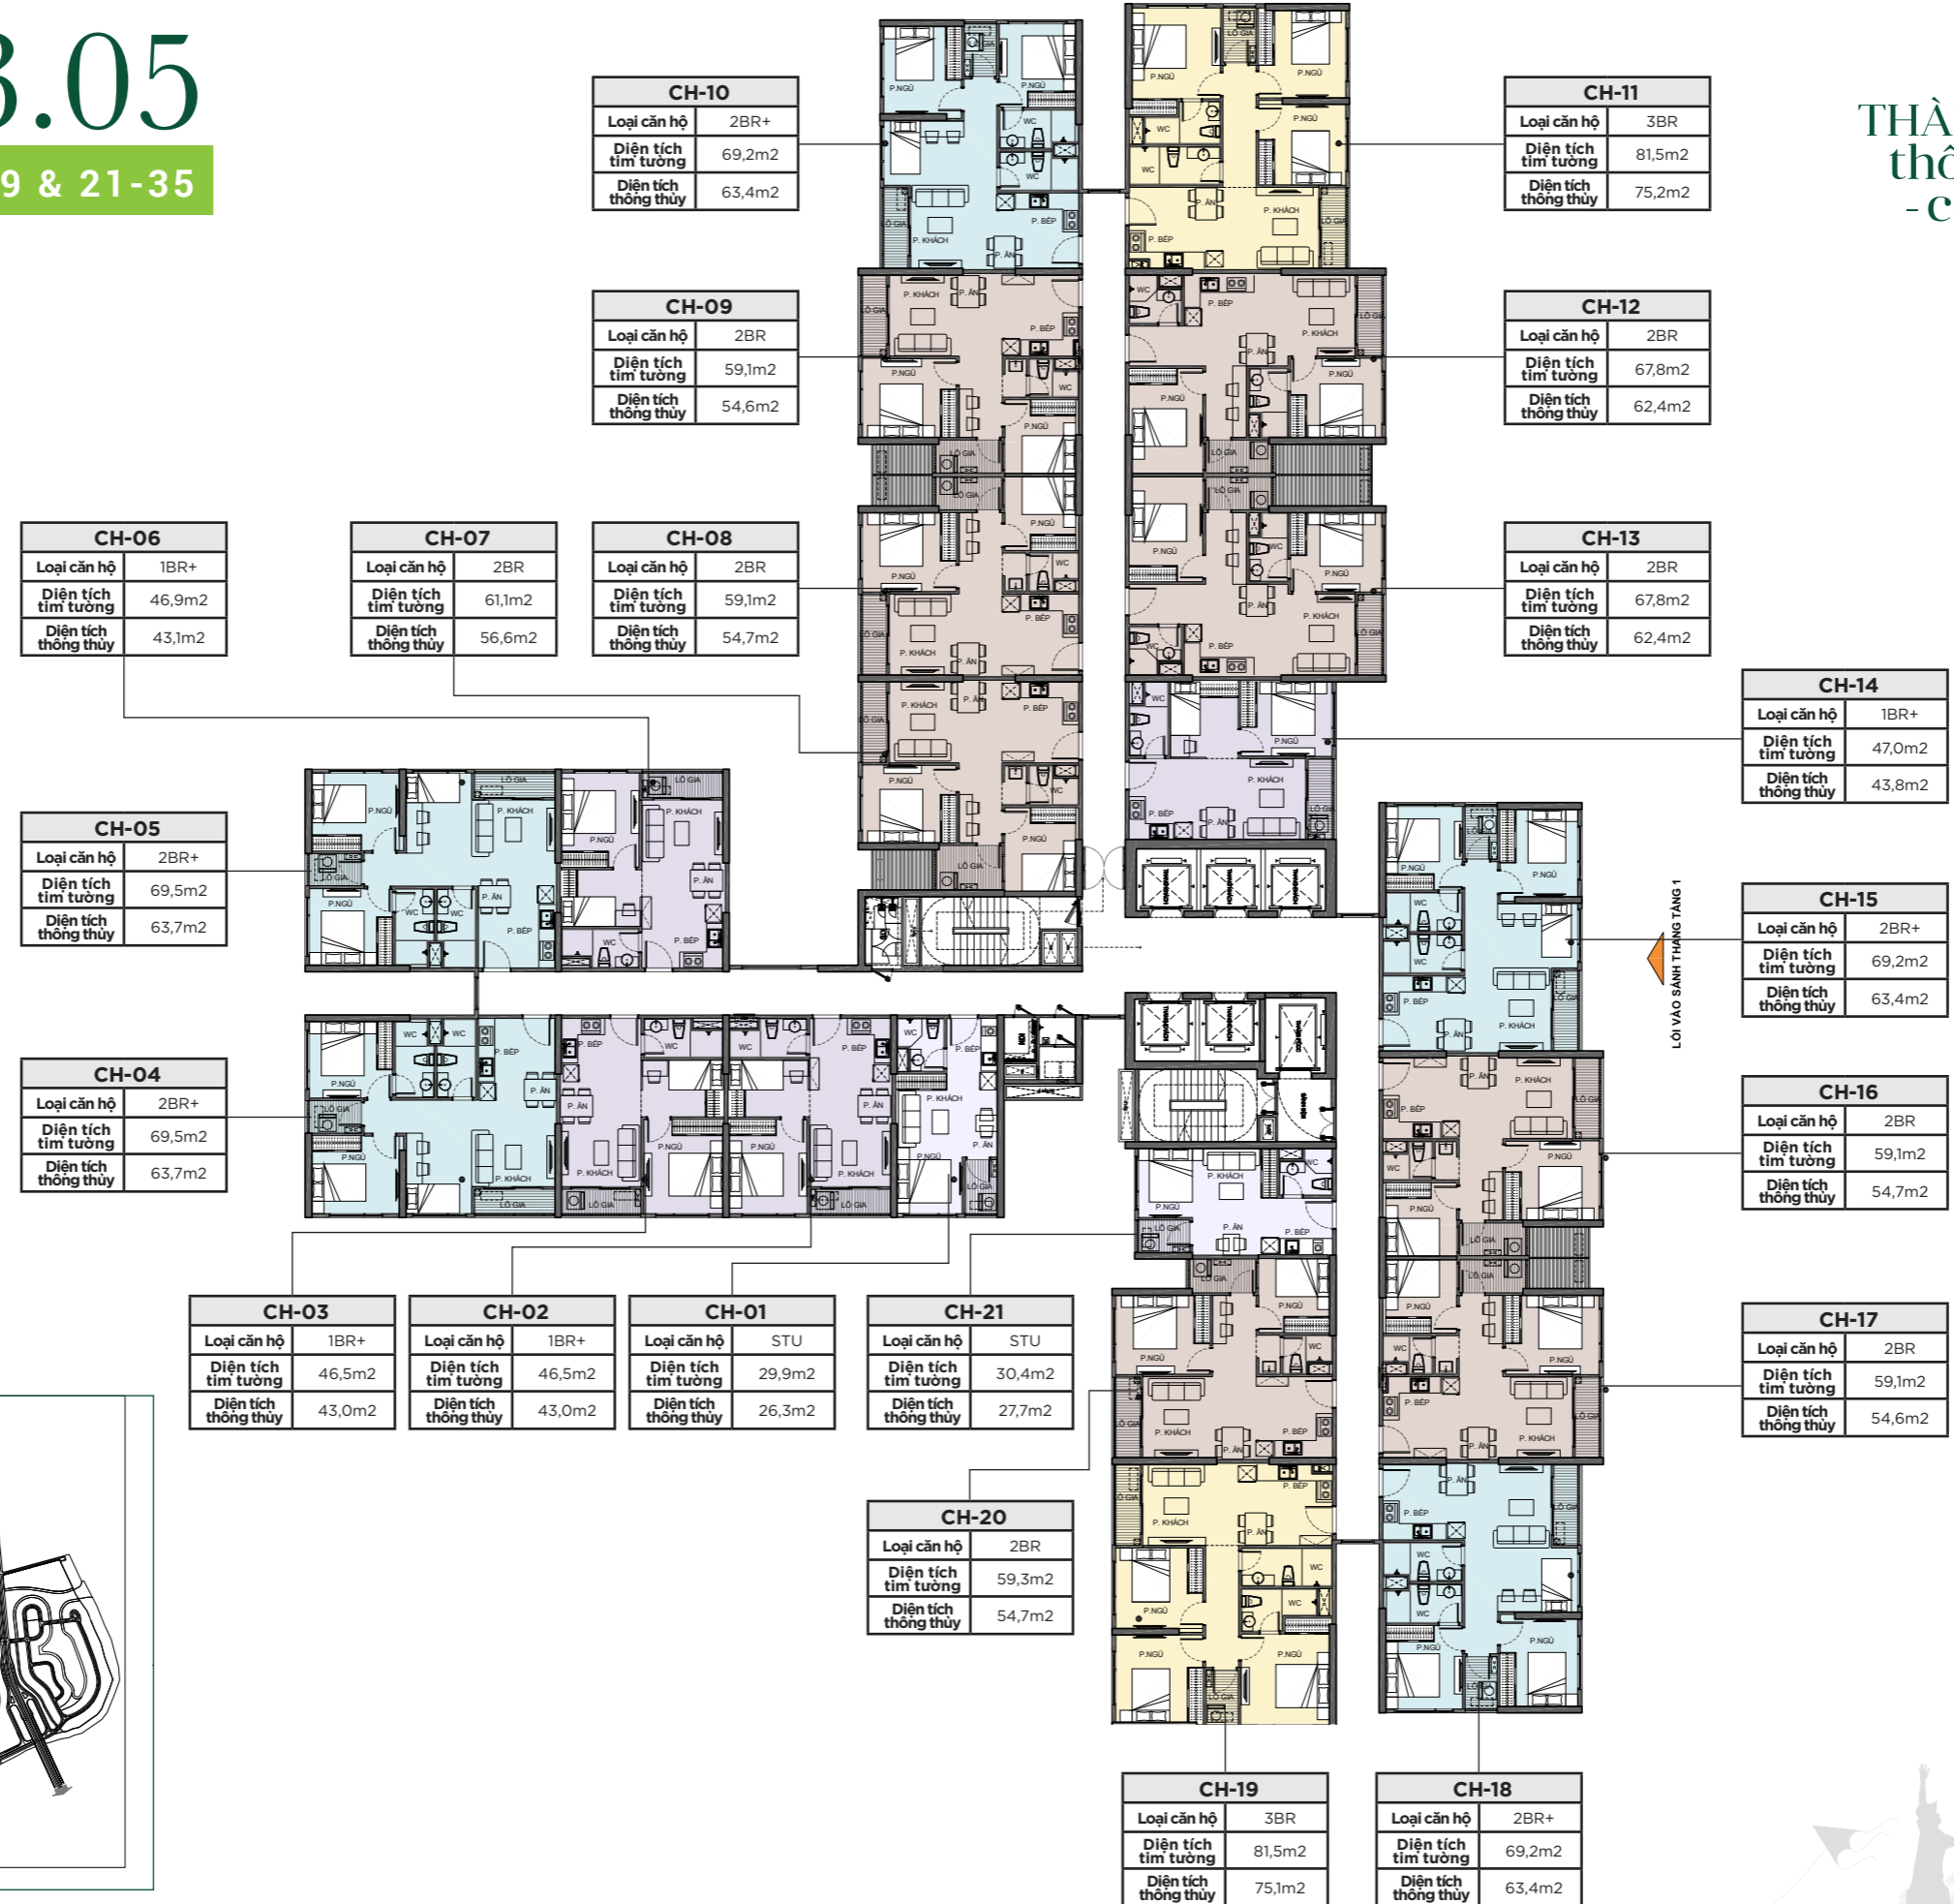 3.05
9 & 21-35
THÀ
thô
- c
CH-10
Loại căn hộ 2BR+
Diện tích tim tường 69,2m2
Diện tích thông thủy 63,4m2
CH-11
Loại căn hộ 3BR
Diện tích tim tường 81,5m2
Diện tích thông thủy 75,2m2
CH-09
Loại căn hộ 2BR
Diện tích tim tường 59,1m2
Diện tích thông thủy 54,6m2
CH-12
Loại căn hộ 2BR
Diện tích tim tường 67,8m2
Diện tích thông thủy 62,4m2
CH-06
Loại căn hộ 1BR+
Diện tích tim tường 46,9m2
Diện tích thông thủy 43,1m2
CH-07
Loại căn hộ 2BR
Diện tích tim tường 61,1m2
Diện tích thông thủy 56,6m2
CH-08
Loại căn hộ 2BR
Diện tích tim tường 59,1m2
Diện tích thông thủy 54,7m2
CH-13
Loại căn hộ 2BR
Diện tích tim tường 67,8m2
Diện tích thông thủy 62,4m2
CH-14
Loại căn hộ 1BR+
Diện tích tim tường 47,0m2
Diện tích thông thủy 43,8m2
CH-05
Loại căn hộ 2BR+
Diện tích tim tường 69,5m2
Diện tích thông thủy 63,7m2
CH-15
Loại căn hộ 2BR+
Diện tích tim tường 69,2m2
Diện tích thông thủy 63,4m2
LỐI VÀO SẢNH THANG TẦNG 1
CH-04
Loại căn hộ 2BR+
Diện tích tim tường 69,5m2
Diện tích thông thủy 63,7m2
CH-16
Loại căn hộ 2BR
Diện tích tim tường 59,1m2
Diện tích thông thủy 54,7m2
CH-03
Loại căn hộ 1BR+
Diện tích tim tường 46,5m2
Diện tích thông thủy 43,0m2
CH-02
Loại căn hộ 1BR+
Diện tích tim tường 46,5m2
Diện tích thông thủy 43,0m2
CH-01
Loại căn hộ STU
Diện tích tim tường 29,9m2
Diện tích thông thủy 26,3m2
CH-21
Loại căn hộ STU
Diện tích tim tường 30,4m2
Diện tích thông thủy 27,7m2
CH-17
Loại căn hộ 2BR
Diện tích tim tường 59,1m2
Diện tích thông thủy 54,6m2
CH-20
Loại căn hộ 2BR
Diện tích tim tường 59,3m2
Diện tích thông thủy 54,7m2
CH-19
Loại căn hộ 3BR
Diện tích tim tường 81,5m2
Diện tích thông thủy 75,1m2
CH-18
Loại căn hộ 2BR+
Diện tích tim tường 69,2m2
Diện tích thông thủy 63,4m2
P.NGỦ
LÔ GIA
WC
P. KHÁCH
P. ĂN
P. BẾP